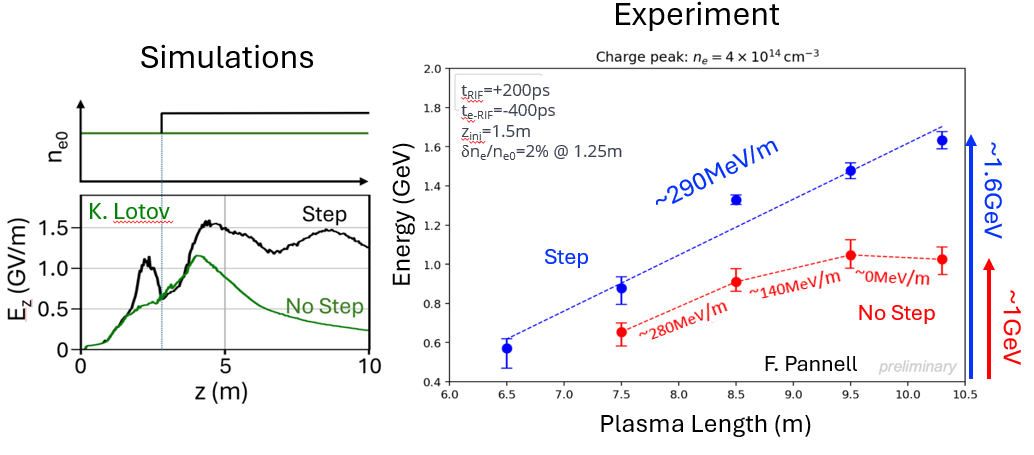 Simulations
n_e0
K. Lotov
Step
No Step
E_z (GV/m)
1.5
1.0
0.5
0
0
5
10
z (m)
Experiment
Charge peak: n_e = 4 × 10^14 cm^−3
t_RIF=+200ps
t_e-RIF=-400ps
z_inj=1.5m
δn_e/n_e0=2% @ 1.25m
~290MeV/m
Step
~280MeV/m
~140MeV/m
~0MeV/m
No Step
F. Pannell
preliminary
Energy (GeV)
2.0
1.8
1.6
1.4
1.2
1.0
0.8
0.6
0.4
6.0
6.5
7.0
7.5
8.0
8.5
9.0
9.5
10.0
10.5
Plasma Length (m)
~1.6GeV
~1GeV